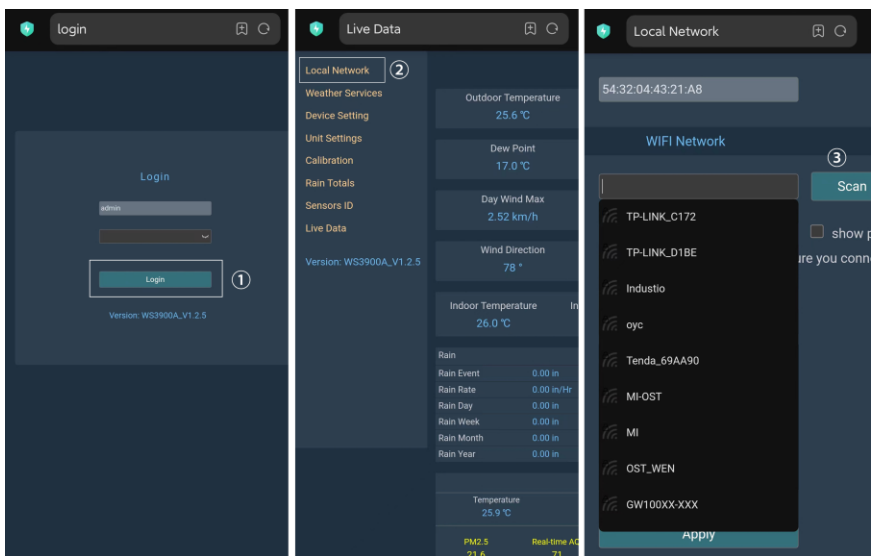 login
Login
admin
Login
①
Version: WS3900A_V1.2.5
Live Data
Local Network
②
Weather Services
Device Setting
Unit Settings
Calibration
Rain Totals
Sensors ID
Live Data
Version: WS3900A_V1.2.5
Outdoor Temperature
25.6 ℃
Dew Point
17.0 ℃
Day Wind Max
2.52 km/h
Wind Direction
78 °
Indoor Temperature In
26.0 ℃
Rain
Rain Event 0.00 in
Rain Rate 0.00 in/Hr
Rain Day 0.00 in
Rain Week 0.00 in
Rain Month 0.00 in
Rain Year 0.00 in
Temperature
25.9 ℃
PM2.5 Real-time AQ
21.6 71
Local Network
54:32:04:43:21:A8
WIFI Network
③
Scan
TP-LINK_C172
show p
TP-LINK_D1BE
ure you conne
Industio
oyc
Tenda_69AA90
MI-OST
MI
OST_WEN
GW100XX-XXX
Apply